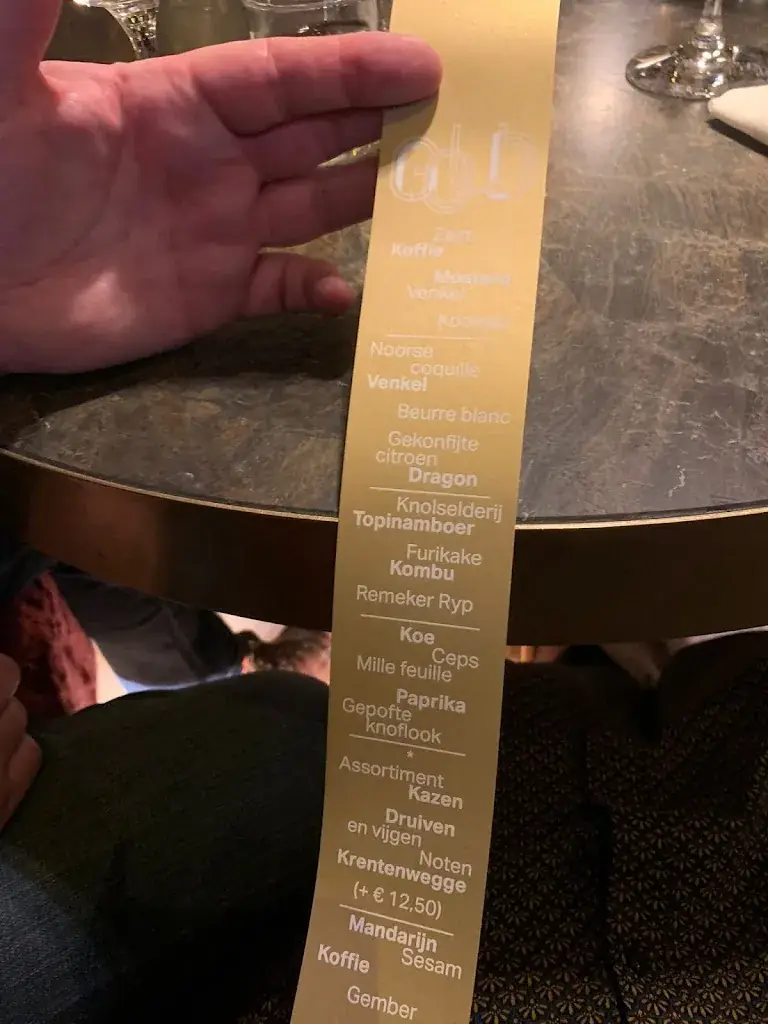 Koffie
Mosterd
Venkel
Noorse
coquille
Venkel
Beurre blanc
Gekonfijte
citroen
Dragon
Knolselderij
Topinamboer
Furikake
Kombu
Remeker Ryp
Koe
Ceps
Mille feuille
Paprika
Gepofte
knoflook
*
Assortiment
Kazen
Druiven
en vijgen
Noten
Krentenwegge
(+ € 12,50)
Mandarijn
Sesam
Koffie
Gember